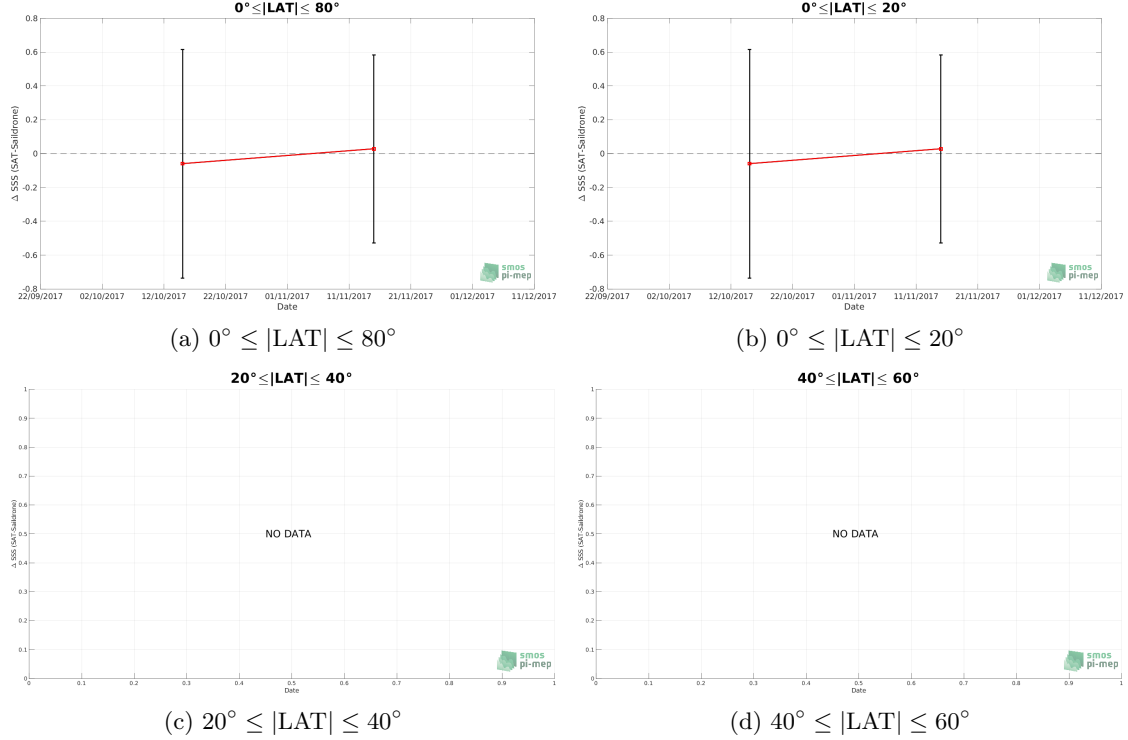 0°≤|LAT|≤ 80°
0.8
0.6
0.4
0.2
0
-0.2
-0.4
-0.6
-0.8
Δ SSS (SAT-Saildrone)
22/09/2017 02/10/2017 12/10/2017 22/10/2017 01/11/2017 11/11/2017 21/11/2017 01/12/2017 11/12/2017
Date
smos
pi-mep
(a) 0° ≤ |LAT| ≤ 80°
0°≤|LAT|≤ 20°
0.8
0.6
0.4
0.2
0
-0.2
-0.4
-0.6
-0.8
Δ SSS (SAT-Saildrone)
22/09/2017 02/10/2017 12/10/2017 22/10/2017 01/11/2017 11/11/2017 21/11/2017 01/12/2017 11/12/2017
Date
smos
pi-mep
(b) 0° ≤ |LAT| ≤ 20°
20°≤|LAT|≤ 40°
1
0.9
0.8
0.7
0.6
0.5
0.4
0.3
0.2
0.1
0
Δ SSS (SAT-Saildrone)
NO DATA
0 0.1 0.2 0.3 0.4 0.5 0.6 0.7 0.8 0.9 1
Date
smos
pi-mep
(c) 20° ≤ |LAT| ≤ 40°
40°≤|LAT|≤ 60°
1
0.9
0.8
0.7
0.6
0.5
0.4
0.3
0.2
0.1
0
Δ SSS (SAT-Saildrone)
NO DATA
0 0.1 0.2 0.3 0.4 0.5 0.6 0.7 0.8 0.9 1
Date
smos
pi-mep
(d) 40° ≤ |LAT| ≤ 60°